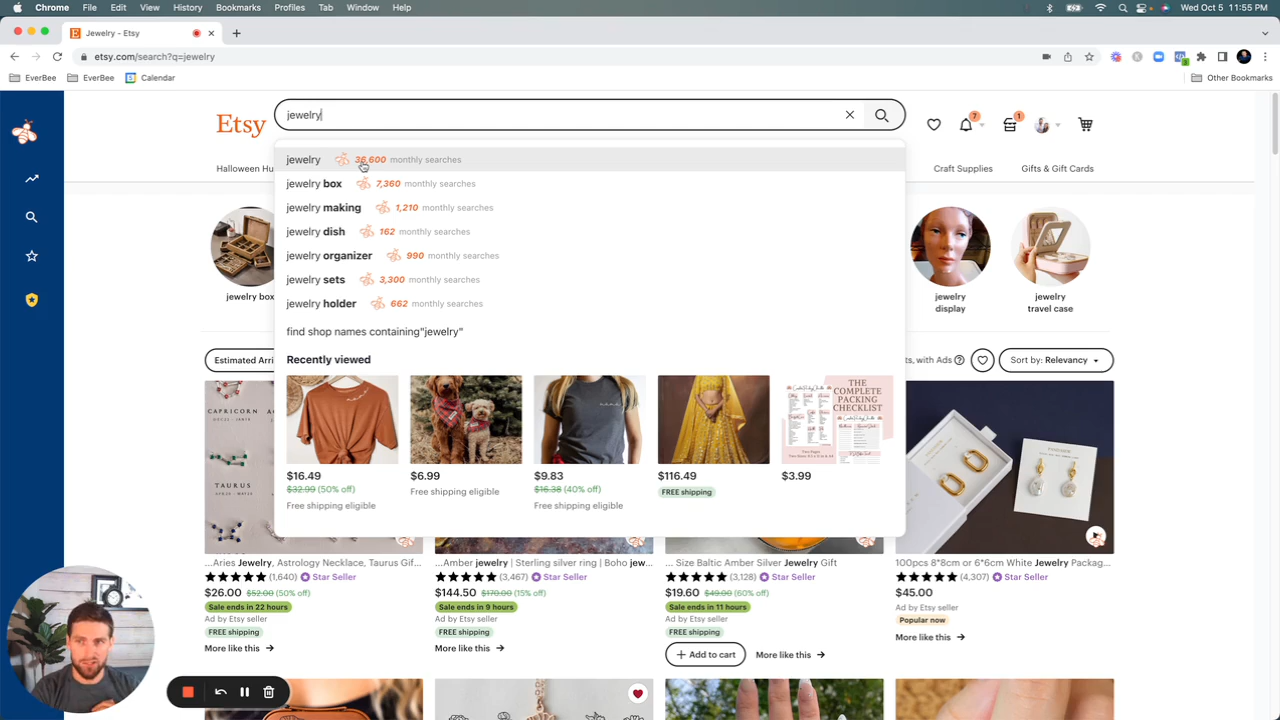 Chrome File Edit View History Bookmarks Profiles Tab Window Help
Wed Oct 5 11:55 PM
Jewelry - Etsy
etsy.com/search?q=jewelry
EverBee EverBee Calendar Other Bookmarks
Etsy
jewelry
7
1
Halloween Hu
Craft Supplies Gifts & Gift Cards
jewelry 36,600 monthly searches
jewelry box 7,360 monthly searches
jewelry making 1,210 monthly searches
jewelry dish 162 monthly searches
jewelry organizer 990 monthly searches
jewelry sets 3,300 monthly searches
jewelry holder 662 monthly searches
find shop names containing"jewelry"
Recently viewed
jewelry box
jewelry
display
jewelry
travel case
Estimated Arri
ts, with Ads
Sort by: Relevancy
CAPRICORN
TAURUS
THE
COMPLETE
PACKING
CHECKLIST
$16.49
$32.99 (50% off)
Free shipping eligible
$6.99
Free shipping eligible
$9.83
$16.38 (40% off)
Free shipping eligible
$116.49
FREE shipping
$3.99
...Aries Jewelry, Astrology Necklace, Taurus Gif...
(1,640) Star Seller
$26.00 $52.00 (50% off)
Sale ends in 22 hours
Ad by Etsy seller
FREE shipping
More like this
...Amber jewelry | Sterling silver ring | Boho jew...
(3,467) Star Seller
$144.50 $170.00 (15% off)
Sale ends in 9 hours
Ad by Etsy seller
FREE shipping
More like this
... Size Baltic Amber Silver Jewelry Gift
(3,128) Star Seller
$19.60 $49.00 (60% off)
Sale ends in 11 hours
Ad by Etsy seller
FREE shipping
+ Add to cart More like this
100pcs 8*8cm or 6*6cm White Jewelry Packag...
(4,307) Star Seller
$45.00
Ad by Etsy seller
Popular now
More like this